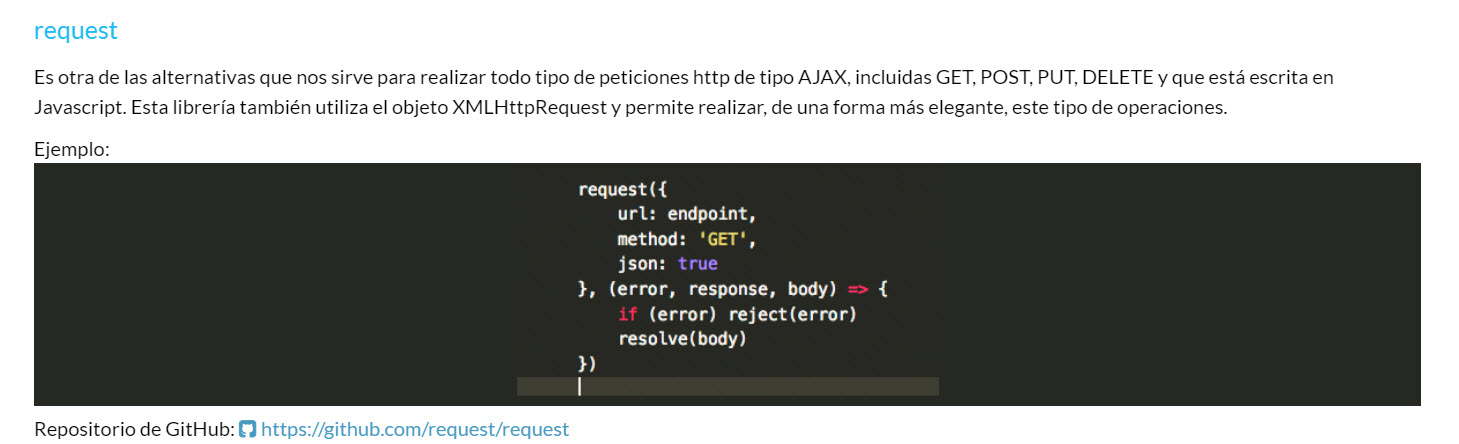 request
Es otra de las alternativas que nos sirve para realizar todo tipo de peticiones http de tipo AJAX, incluidas GET, POST, PUT, DELETE y que está escrita en
Javascript. Esta librería también utiliza el objeto XMLHttpRequest y permite realizar, de una forma más elegante, este tipo de operaciones.
Ejemplo:
request({
    url: endpoint,
    method: 'GET',
    json: true
}, (error, response, body) => {
    if (error) reject(error)
    resolve(body)
})
Repositorio de GitHub: https://github.com/request/request